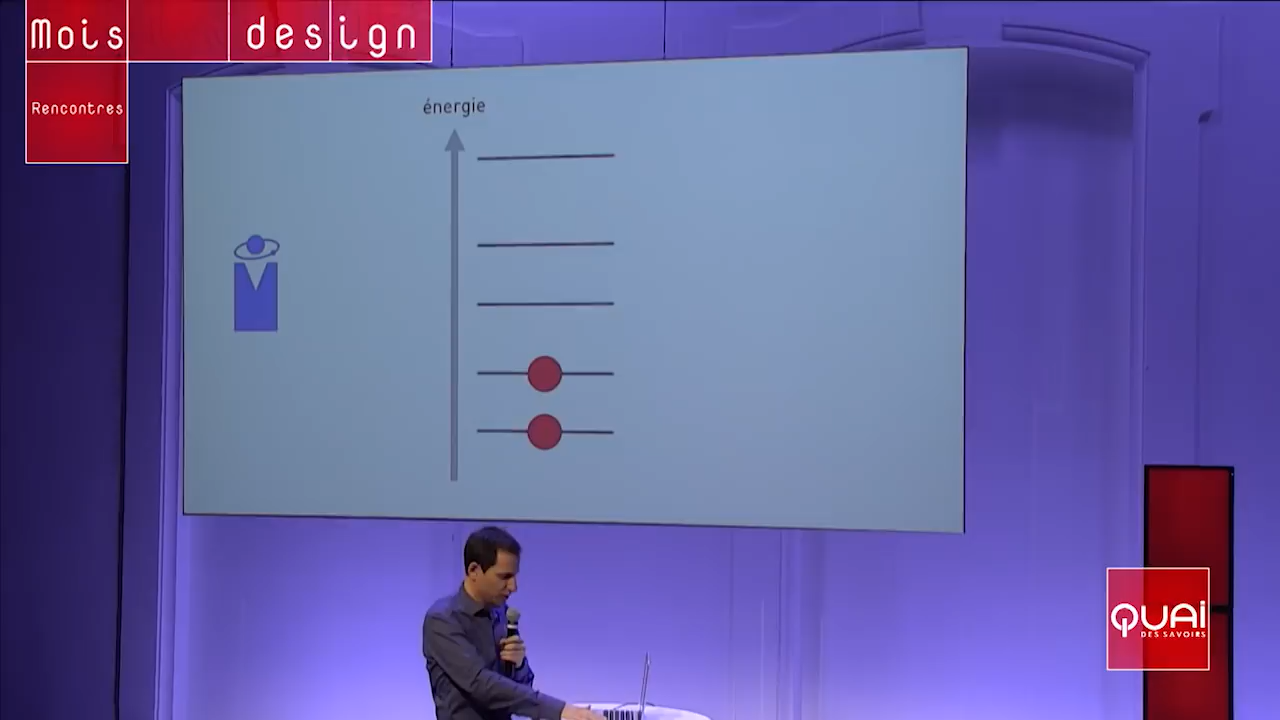 Mois design
Rencontres
énergie
QUAI
DES SAVOIRS